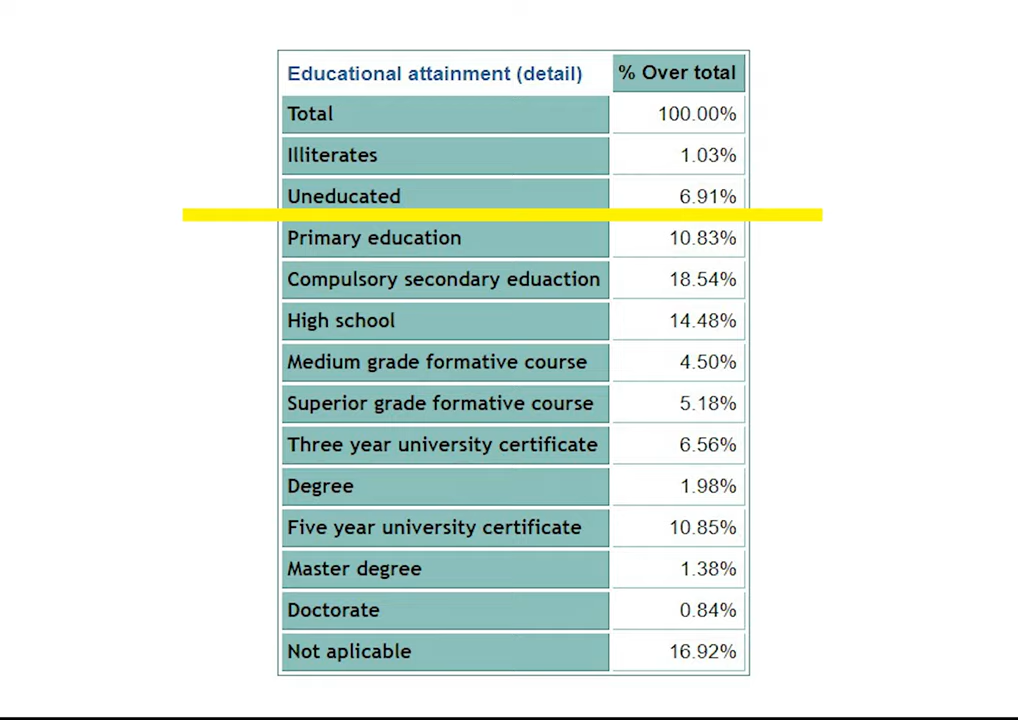 Educational attainment (detail) % Over total
Total 100.00%
Illiterates 1.03%
Uneducated 6.91%
Primary education 10.83%
Compulsory secondary eduaction 18.54%
High school 14.48%
Medium grade formative course 4.50%
Superior grade formative course 5.18%
Three year university certificate 6.56%
Degree 1.98%
Five year university certificate 10.85%
Master degree 1.38%
Doctorate 0.84%
Not aplicable 16.92%